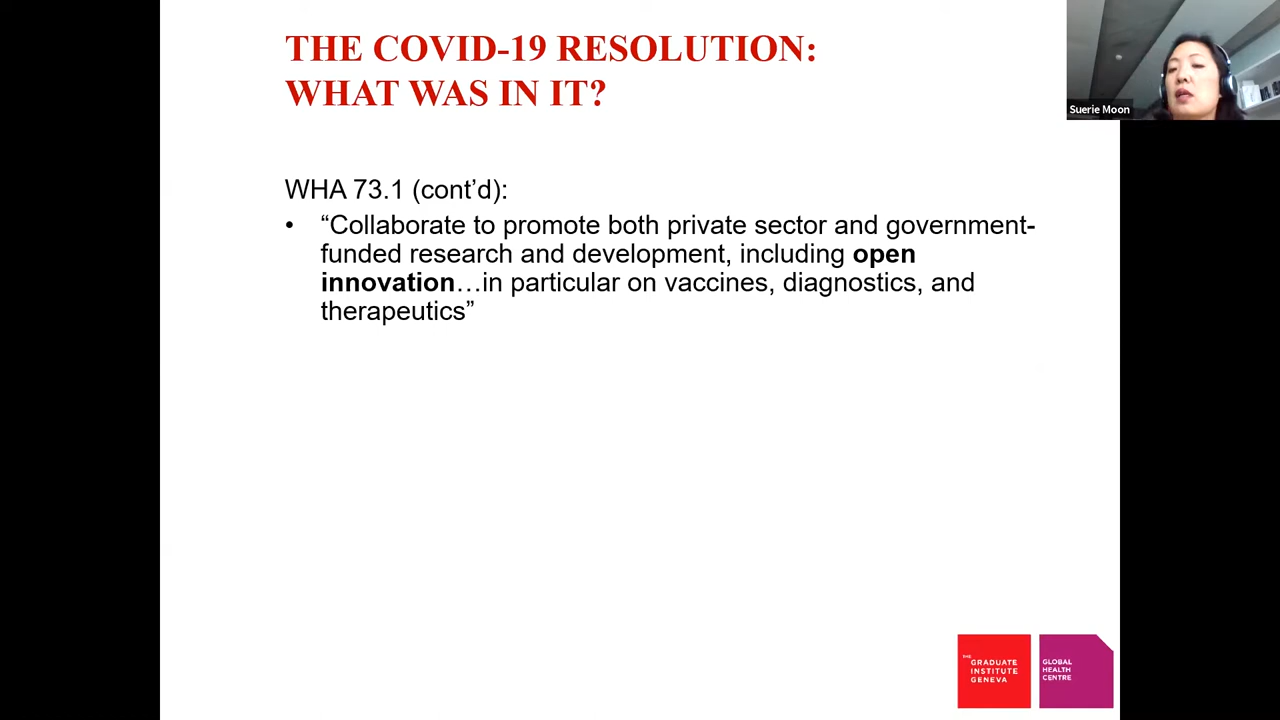 THE COVID-19 RESOLUTION:
WHAT WAS IN IT?
Suerie Moon
WHA 73.1 (cont’d):
• “Collaborate to promote both private sector and government-
funded research and development, including open
innovation…in particular on vaccines, diagnostics, and
therapeutics”
THE
GRADUATE
INSTITUTE
GENEVA
GLOBAL
HEALTH
CENTRE